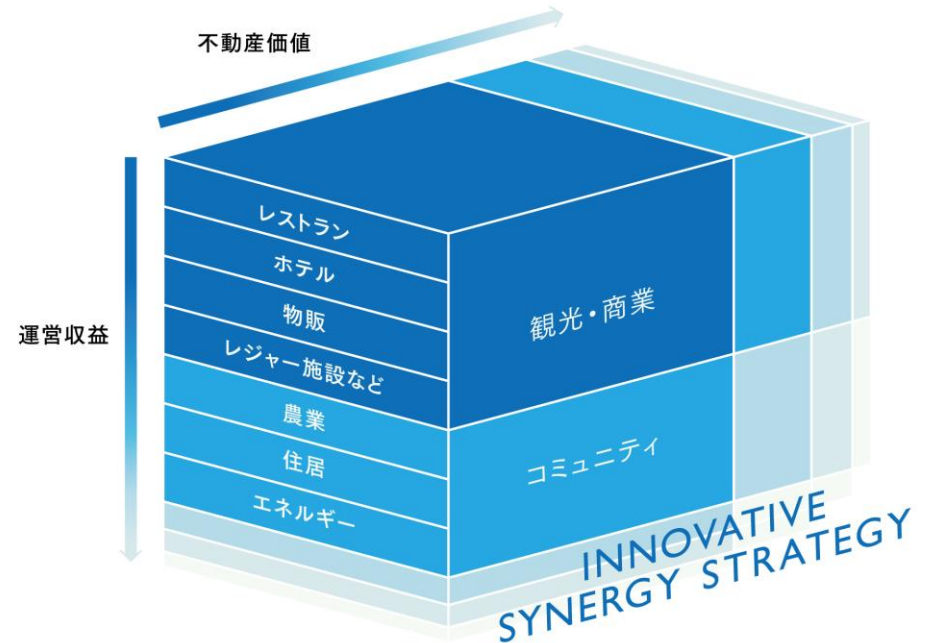 不動産価値
運営収益
レストラン
ホテル
物販
レジャー施設など
農業
住居
エネルギー
観光・商業
コミュニティ
INNOVATIVE
SYNERGY STRATEGY